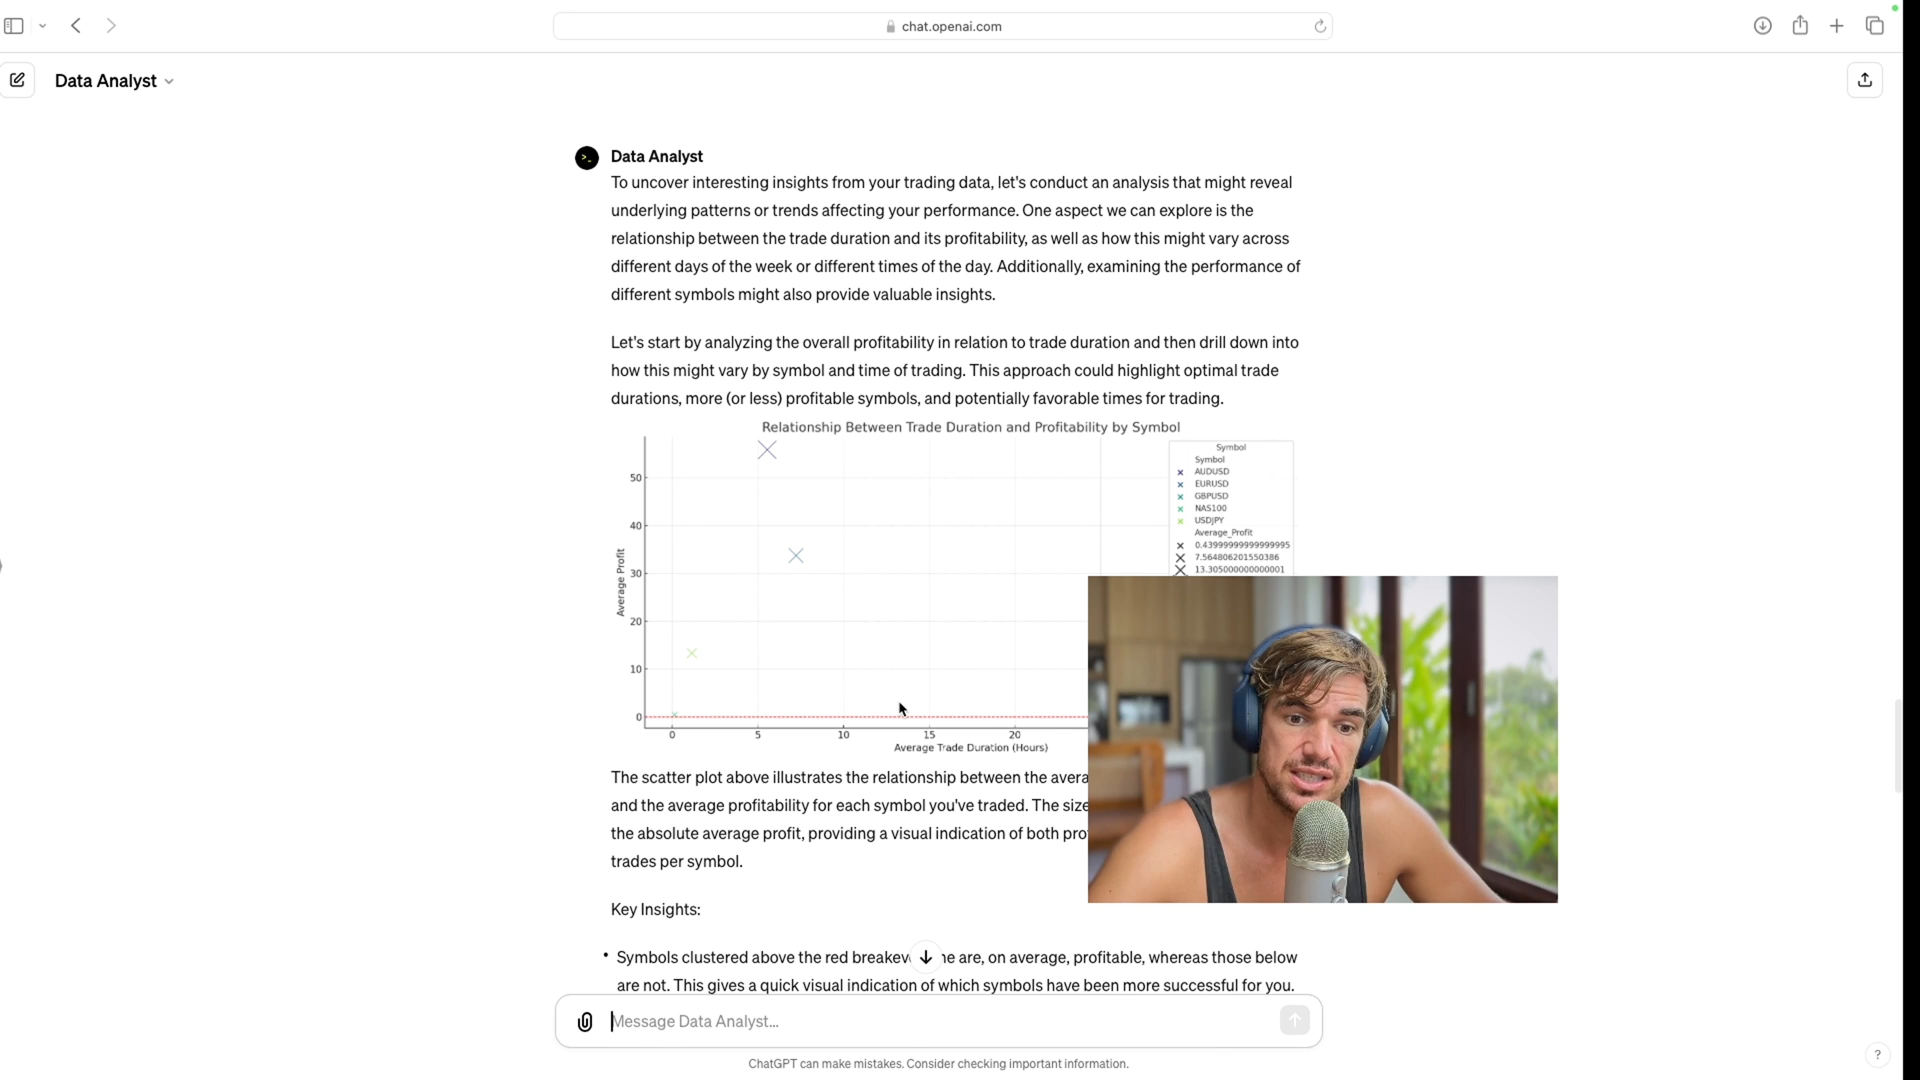 chat.openai.com
Data Analyst
Data Analyst
To uncover interesting insights from your trading data, let's conduct an analysis that might reveal
underlying patterns or trends affecting your performance. One aspect we can explore is the
relationship between the trade duration and its profitability, as well as how this might vary across
different days of the week or different times of the day. Additionally, examining the performance of
different symbols might also provide valuable insights.
Let's start by analyzing the overall profitability in relation to trade duration and then drill down into
how this might vary by symbol and time of trading. This approach could highlight optimal trade
durations, more (or less) profitable symbols, and potentially favorable times for trading.
Relationship Between Trade Duration and Profitability by Symbol
Symbol
Symbol
AUDUSD
EURUSD
GBPUSD
NAS100
USDJPY
Average_Profit
0.43999999999999995
7.564806201550386
13.305000000000001
Average Profit
50
40
30
20
10
0
0 5 10 15 20
Average Trade Duration (Hours)
The scatter plot above illustrates the relationship between the avera
and the average profitability for each symbol you've traded. The size
the absolute average profit, providing a visual indication of both pro
trades per symbol.
Key Insights:
• Symbols clustered above the red breakev ne are, on average, profitable, whereas those below
are not. This gives a quick visual indication of which symbols have been more successful for you.
Message Data Analyst...
ChatGPT can make mistakes. Consider checking important information.
?